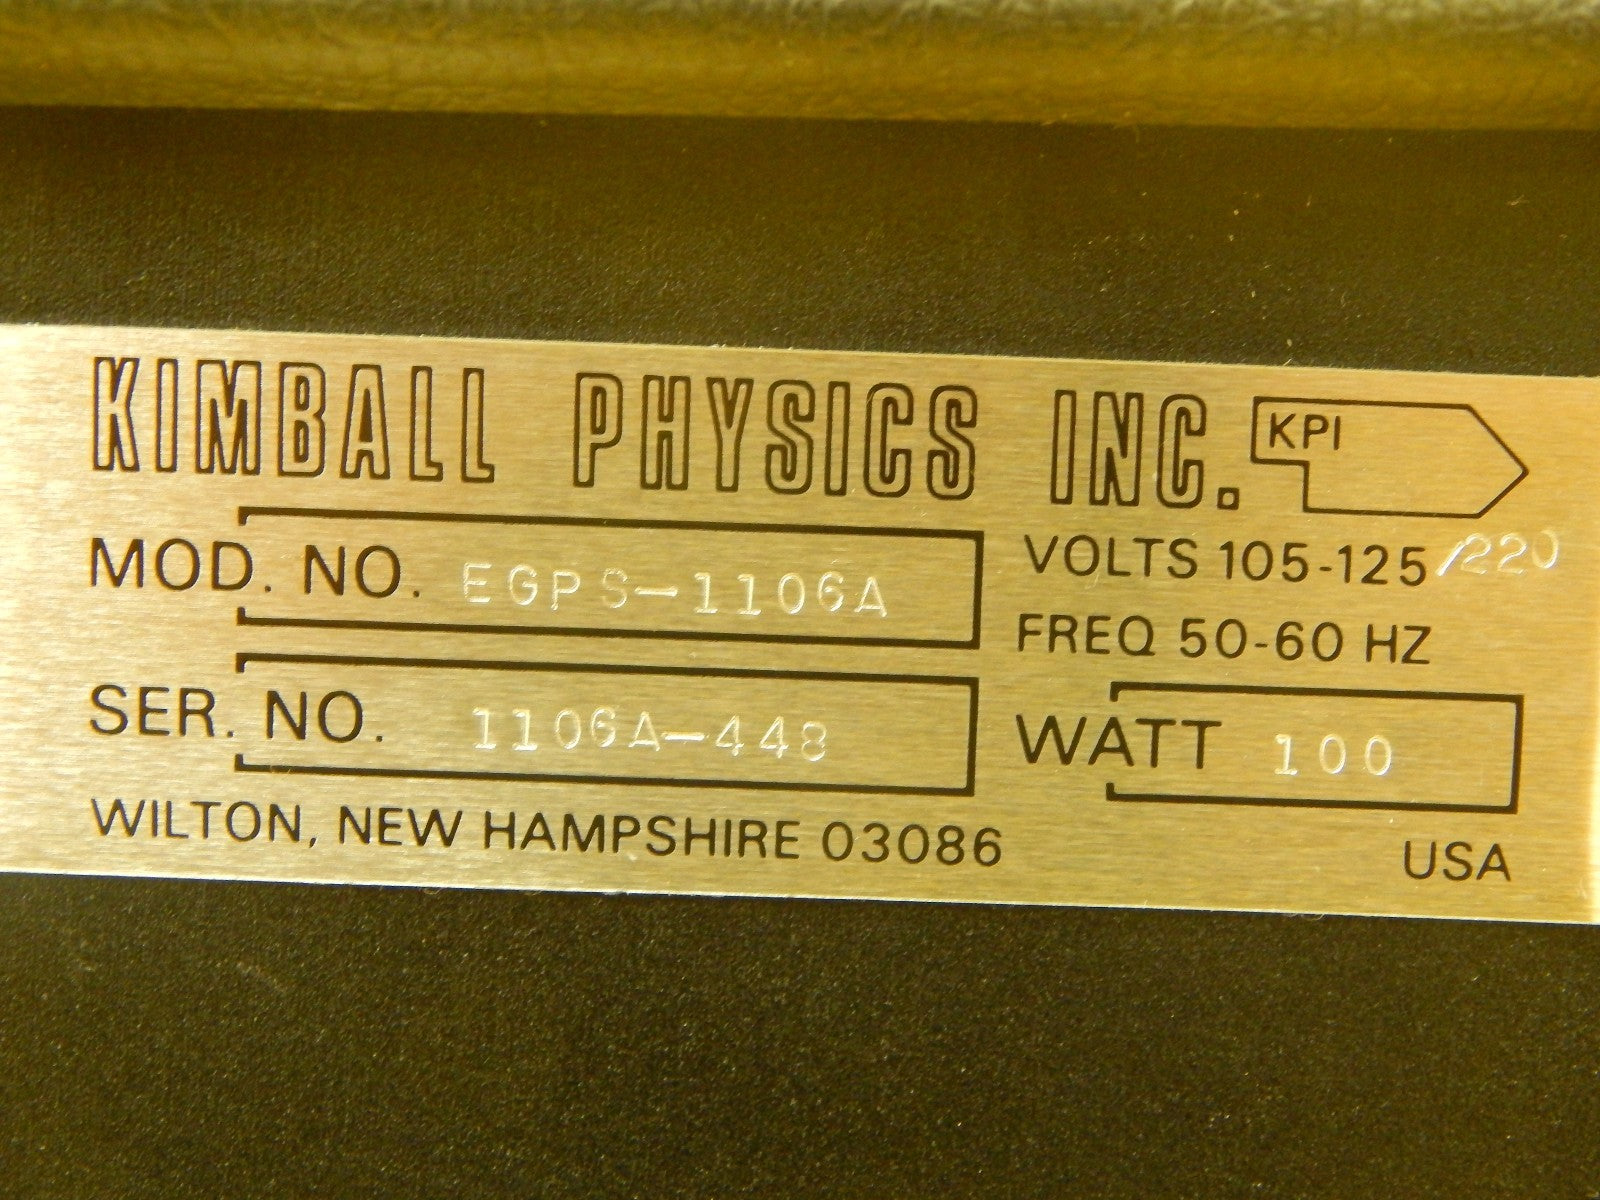 KIMBALL PHYSICS INC. KPI
MOD. NO. EGPS-1106A
VOLTS 105-125/220
FREQ 50-60 HZ
SER. NO. 1106A-448
WATT 100
WILTON, NEW HAMPSHIRE 03086
USA